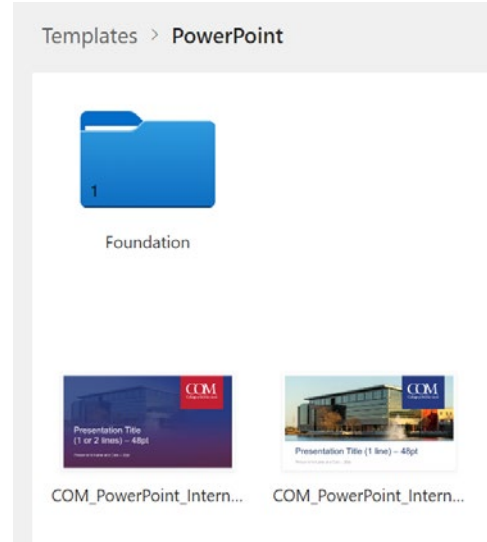 Templates > PowerPoint
1
Foundation
COM
Presentation Title
(1 or 2 lines) – 48pt
COM
Presentation Title (1 line) – 48pt
COM_PowerPoint_Intern...
COM_PowerPoint_Intern...